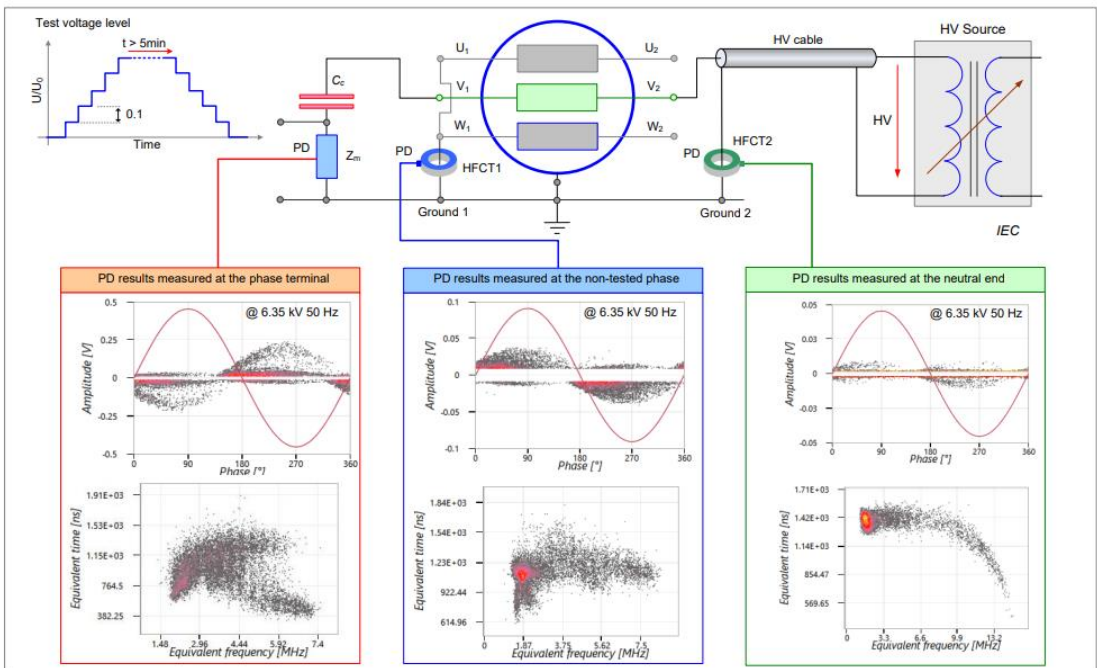 Test voltage level
t > 5min
U/U₀
0.1
Time
C꜀
PD
Zₘ
U₁
U₂
V₁
V₂
W₁
W₂
PD
HFCT1
Ground 1
HV cable
HFCT2
PD
Ground 2
HV Source
HV
IEC
PD results measured at the phase terminal
@ 6.35 kV 50 Hz
Amplitude [V]
0.5
0.25
0
-0.25
-0.5
0
90
180
270
360
Phase [°]
Equivalent time [ns]
1.91E+03
1.53E+03
1.15E+03
764.5
382.25
1.48
2.96
4.44
5.92
7.4
Equivalent frequency [MHz]
PD results measured at the non-tested phase
@ 6.35 kV 50 Hz
Amplitude [V]
0.1
0.05
0
-0.05
-0.1
0
90
180
270
360
Phase [°]
Equivalent time [ns]
1.84E+03
1.54E+03
1.23E+03
922.44
614.96
0
1.87
3.75
5.62
7.5
Equivalent frequency [MHz]
PD results measured at the neutral end
@ 6.35 kV 50 Hz
Amplitude [V]
0.05
0.03
0
-0.03
-0.05
0
90
180
270
360
Phase [°]
Equivalent time [ns]
1.71E+03
1.42E+03
1.14E+03
854.47
569.65
0
3.3
6.6
9.9
13.2
Equivalent frequency [MHz]